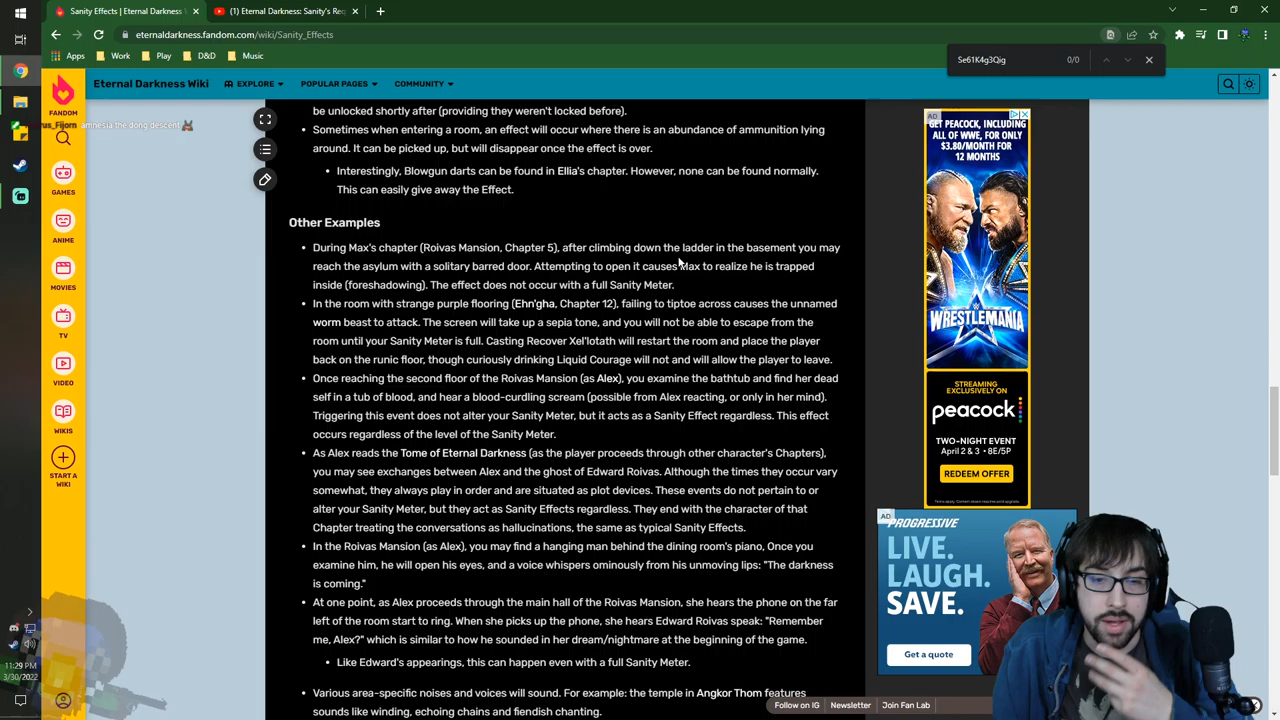 Sanity Effects | Eternal Darkness W
(1) Eternal Darkness Sanity's Re
eternaldarkness.fandom.com/wiki/Sanity_Effects
Apps Work Play D&D Music
Se61K4g3Qig 0/0
Eternal Darkness Wiki EXPLORE POPULAR PAGES COMMUNITY
FANDOM
GAMES
ANIME
MOVIES
TV
VIDEO
WIKIS
START A
WIKI
rus_Fijorn amnesia the dong descent
be unlocked shortly after (providing they weren't locked before).
Sometimes when entering a room, an effect will occur where there is an abundance of ammunition lying
around. It can be picked up, but will disappear once the effect is over.
Interestingly, Blowgun darts can be found in Ellia's chapter. However, none can be found normally.
This can easily give away the Effect.
Other Examples
During Max's chapter (Roivas Mansion, Chapter 5), after climbing down the ladder in the basement you may
reach the asylum with a solitary barred door. Attempting to open it causes Max to realize he is trapped
inside (foreshadowing). The effect does not occur with a full Sanity Meter.
In the room with strange purple flooring (Ehn'gha, Chapter 12), failing to tiptoe across causes the unnamed
worm beast to attack. The screen will take up a sepia tone, and you will not be able to escape from the
room until your Sanity Meter is full. Casting Recover Xel'lotath will restart the room and place the player
back on the runic floor, though curiously drinking Liquid Courage will not and will allow the player to leave.
Once reaching the second floor of the Roivas Mansion (as Alex), you examine the bathtub and find her dead
self in a tub of blood, and hear a blood-curdling scream (possible from Alex reacting, or only in her mind).
Triggering this event does not alter your Sanity Meter, but it acts as a Sanity Effect regardless. This effect
occurs regardless of the level of the Sanity Meter.
As Alex reads the Tome of Eternal Darkness (as the player proceeds through other character's Chapters),
you may see exchanges between Alex and the ghost of Edward Roivas. Although the times they occur vary
somewhat, they always play in order and are situated as plot devices. These events do not pertain to or
alter your Sanity Meter, but they act as Sanity Effects regardless. They end with the character of that
Chapter treating the conversations as hallucinations, the same as typical Sanity Effects.
In the Roivas Mansion (as Alex), you may find a hanging man behind the dining room's piano, Once you
examine him, he will open his eyes, and a voice whispers ominously from his unmoving lips: "The darkness
is coming."
At one point, as Alex proceeds through the main hall of the Roivas Mansion, she hears the phone on the far
left of the room start to ring. When she picks up the phone, she hears Edward Roivas speak: "Remember
me, Alex?" which is similar to how he sounded in her dream/nightmare at the beginning of the game.
Like Edward's appearings, this can happen even with a full Sanity Meter.
Various area-specific noises and voices will sound. For example: the temple in Angkor Thom features
sounds like winding, echoing chains and fiendish chanting.
AD
GET PEACOCK, INCLUDING
ALL OF WWE, FOR ONLY
$3.80/MONTH FOR
12 MONTHS
WRESTLEMANIA
STREAMING
EXCLUSIVELY ON
peacock
TWO-NIGHT EVENT
April 2 & 3 • 8E/5P
REDEEM OFFER
AD
PROGRESSIVE
LIVE.
LAUGH.
SAVE.
Get a quote
Follow on IG Newsletter Join Fan Lab
11:29 PM
3/30/2022